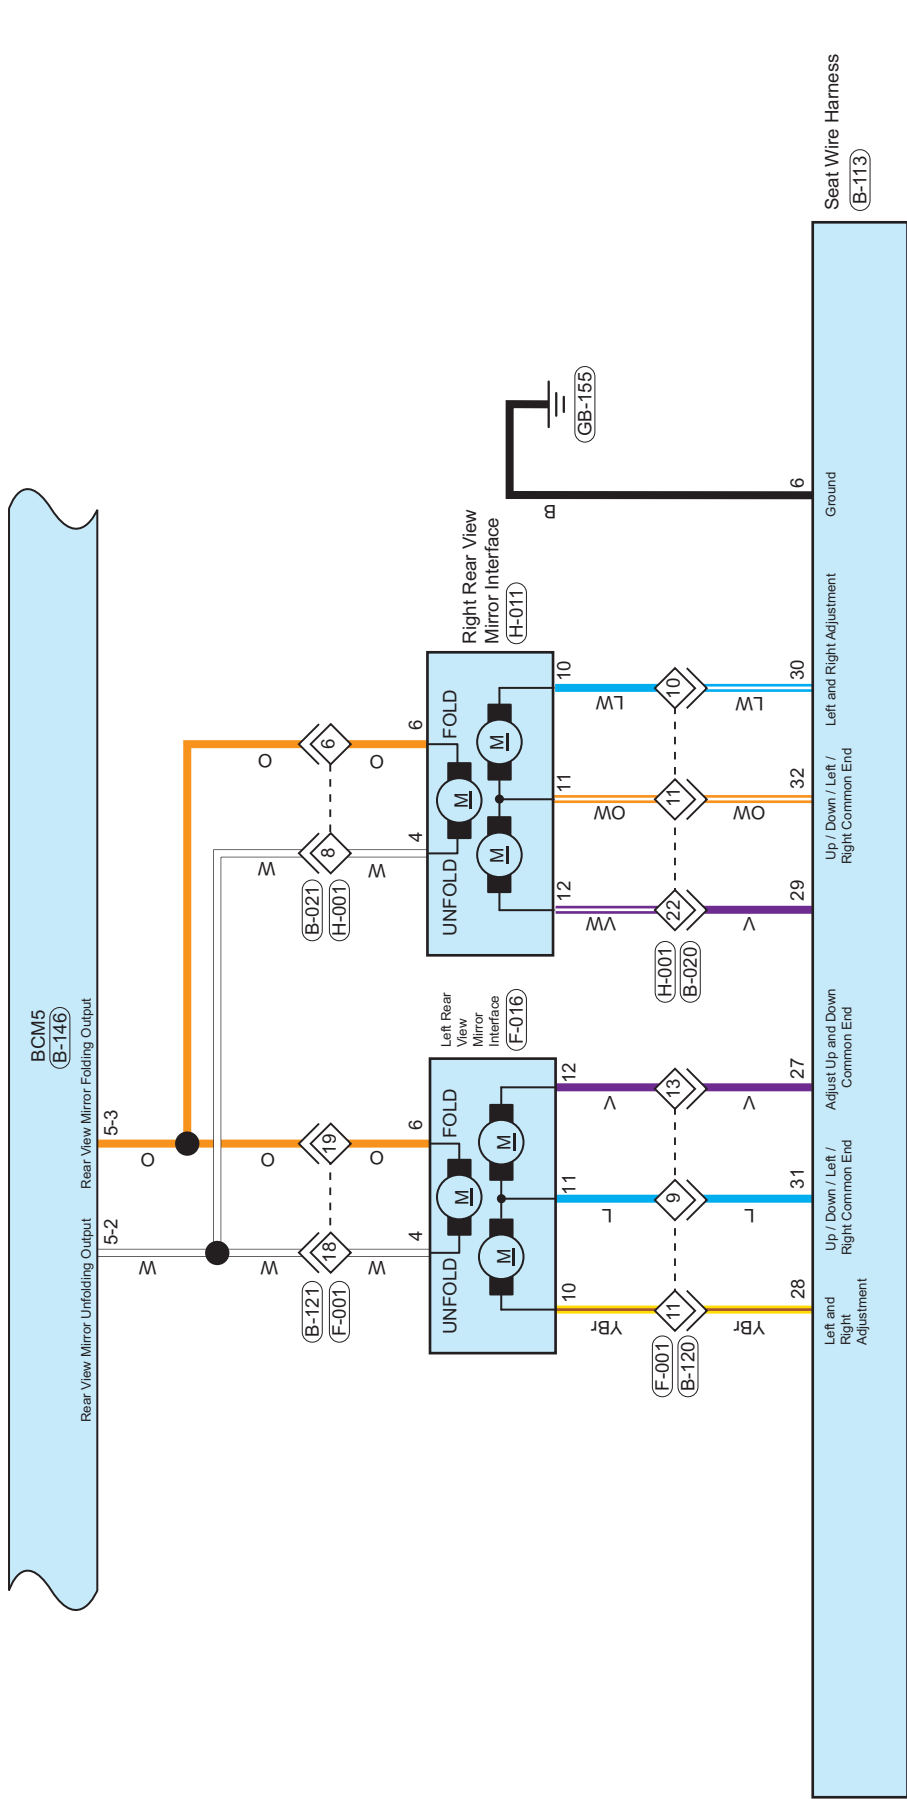 BCM5
B-146
Rear View Mirror Unfolding Output
Rear View Mirror Folding Output
5-2
5-3
W
O
W
O
W
O
B-121
F-001
18
19
B-021
H-001
8
6
W
O
W
O
4
6
4
6
UNFOLD
FOLD
M
M
M
Left Rear
View
Mirror
Interface
F-016
UNFOLD
FOLD
M
M
M
Right Rear View
Mirror Interface
H-011
10
11
12
12
11
10
YBr
L
V
VW
OW
LW
B
GB-155
F-001
B-120
11
9
13
H-001
B-020
22
11
10
YBr
L
V
V
OW
LW
28
31
27
29
32
30
6
Left and
Right
Adjustment
Up / Down / Left /
Right Common End
Adjust Up and Down
Common End
Up / Down / Left /
Right Common End
Left and Right Adjustment
Ground
Seat Wire Harness
B-113